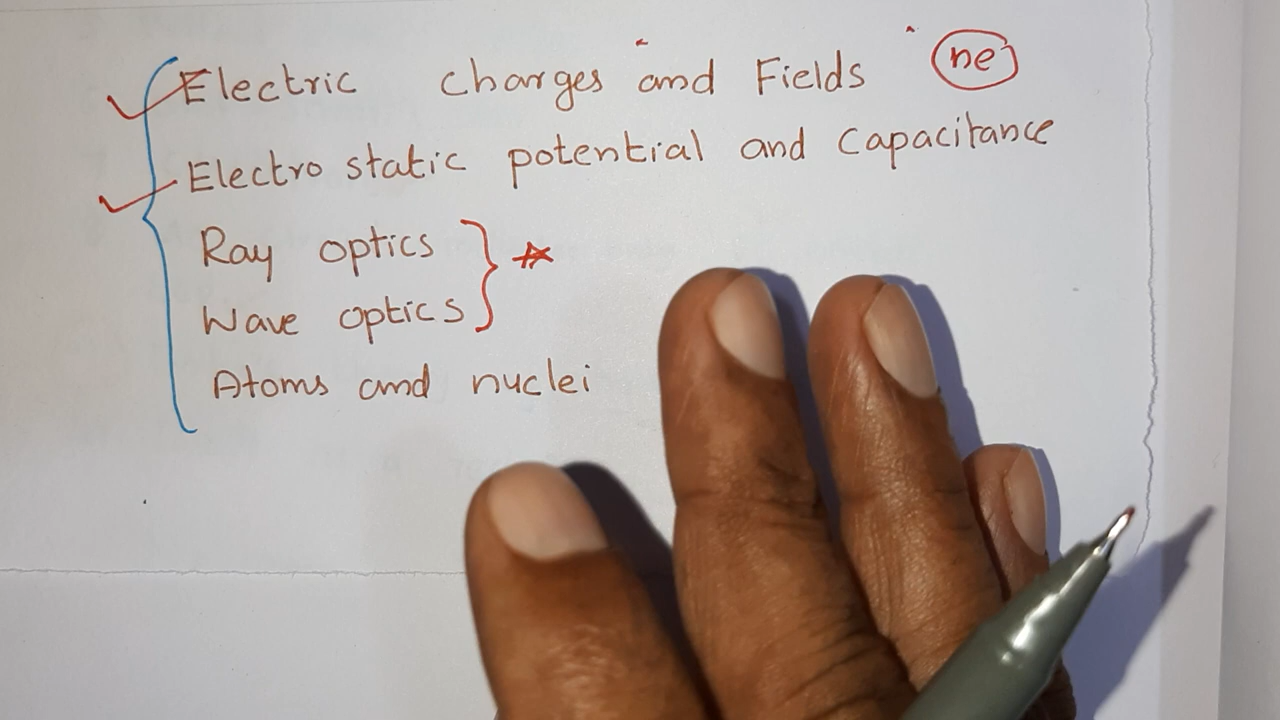 Electric charges and Fields ne
Electro static potential and capacitance
Ray optics
Wave optics
Atoms and nuclei